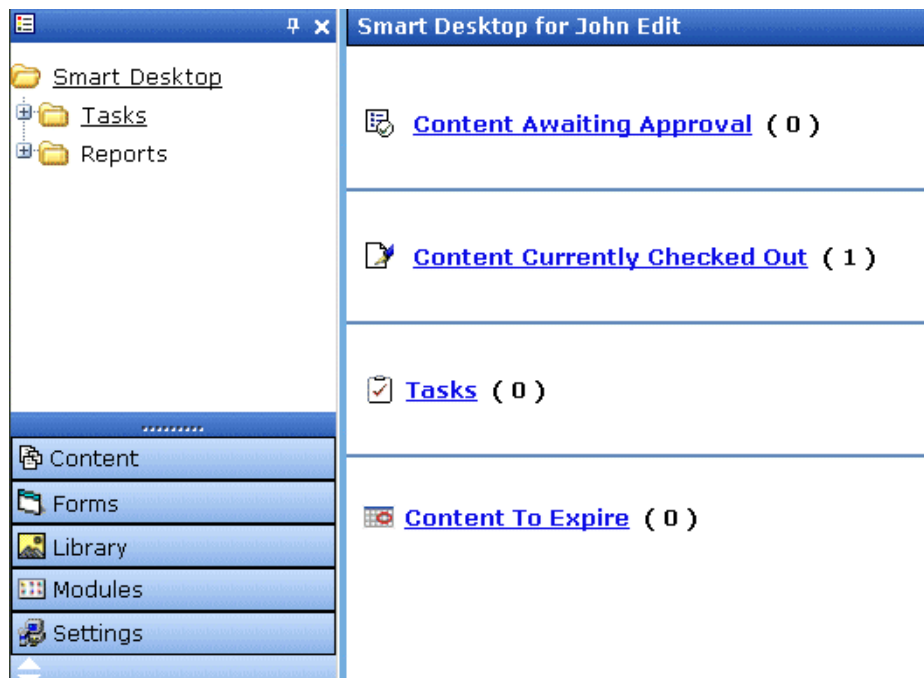 Smart Desktop
Tasks
Reports
Content
Forms
Library
Modules
Settings
Smart Desktop for John Edit
Content Awaiting Approval ( 0 )
Content Currently Checked Out ( 1 )
Tasks ( 0 )
Content To Expire ( 0 )